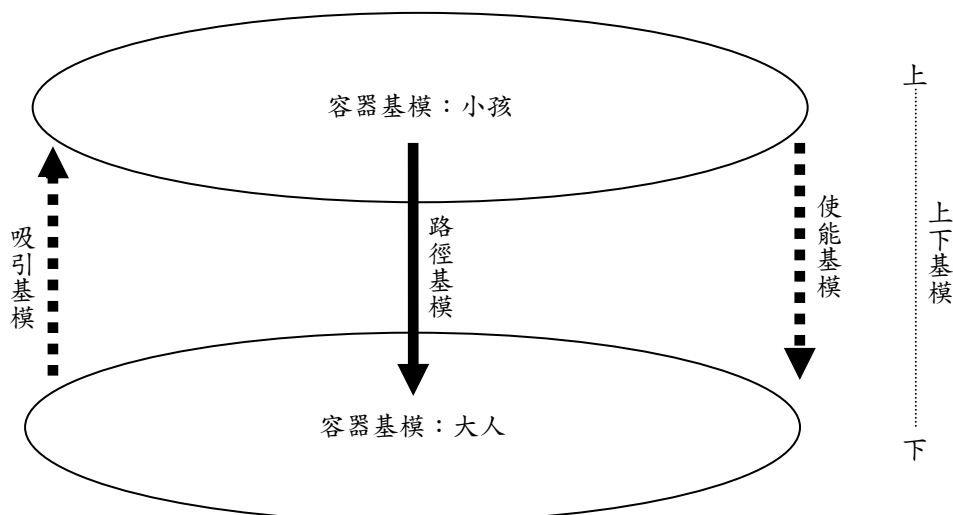 上
容器基模：小孩
吸引基模
路徑基模
使能基模
上下基模
容器基模：大人
下